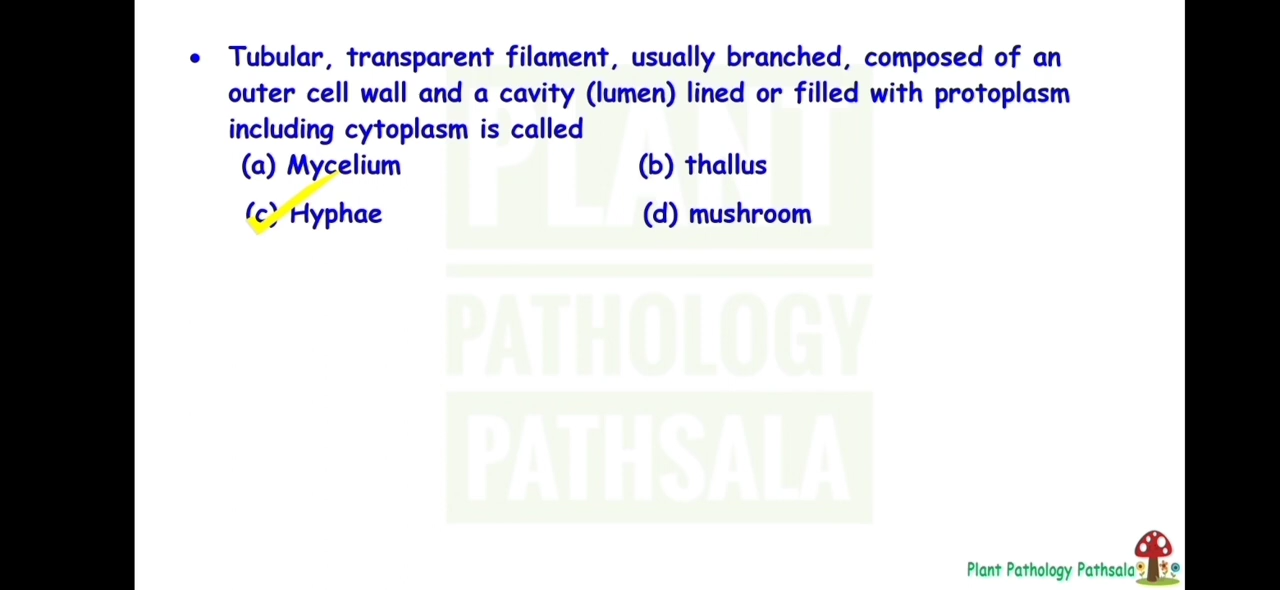 • Tubular, transparent filament, usually branched, composed of an
outer cell wall and a cavity (lumen) lined or filled with protoplasm
including cytoplasm is called
(a) Mycelium (b) thallus
(c) Hyphae (d) mushroom
PLANT
PATHOLOGY
PATHSALA
Plant Pathology Pathsala